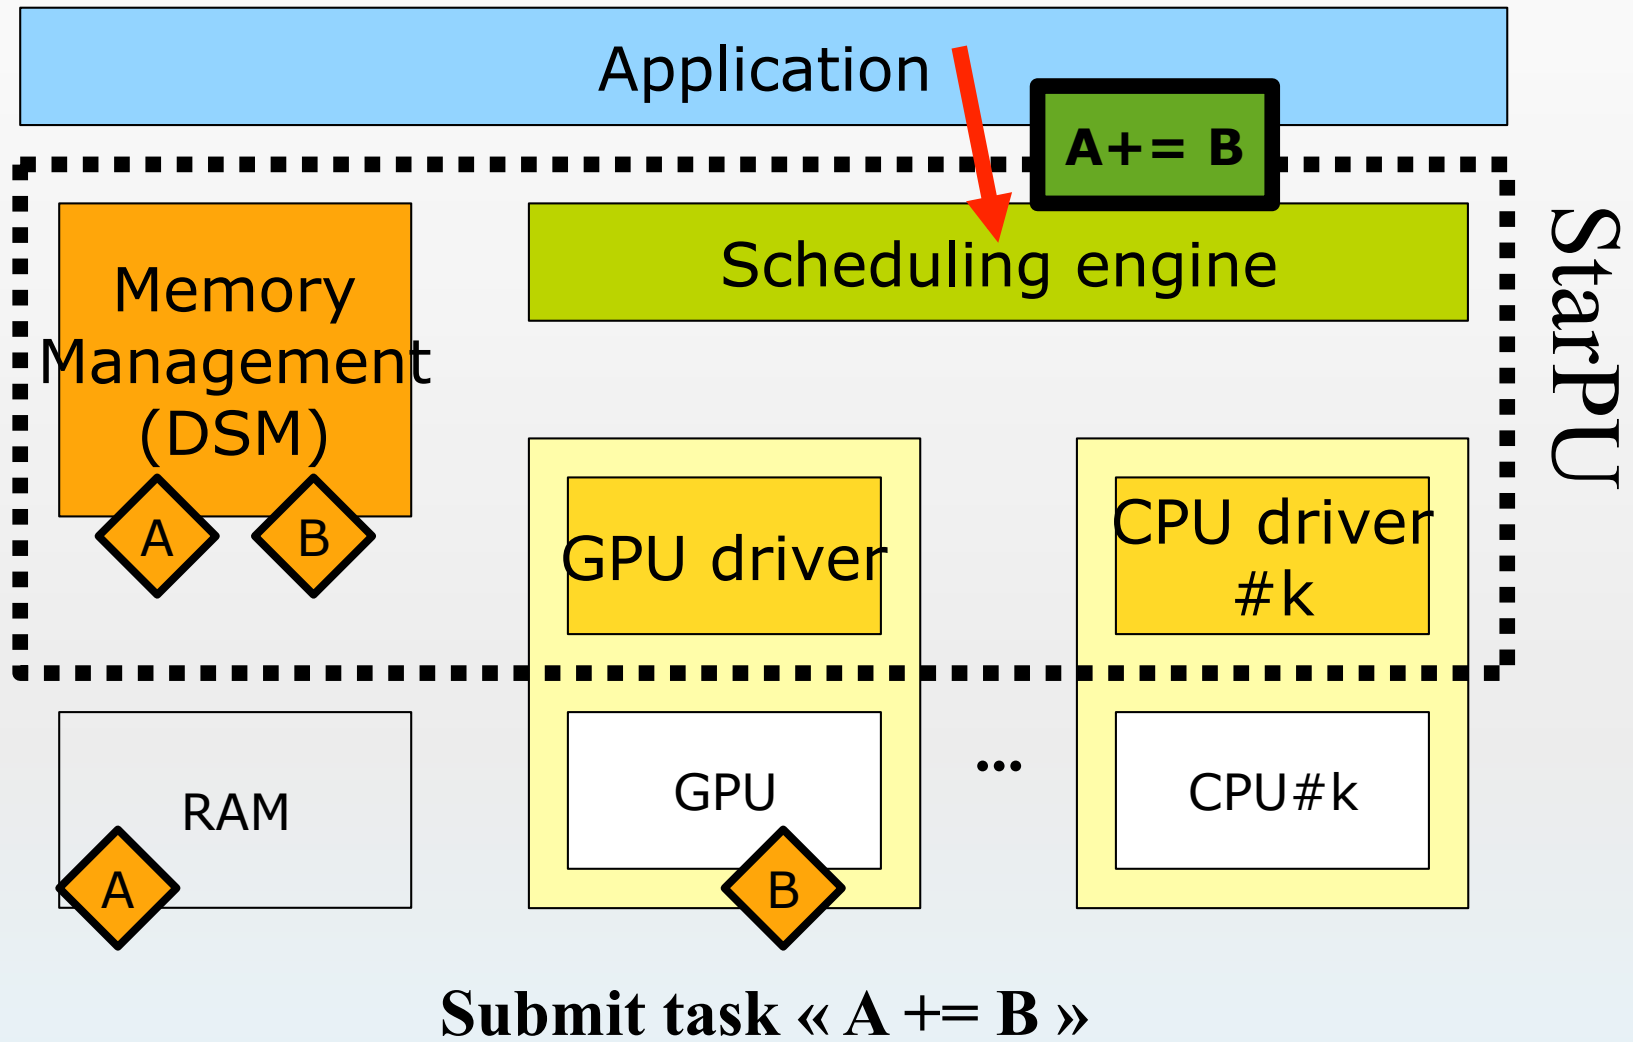 Application
A+= B
StarPU
Memory
Management
(DSM)
Scheduling engine
A
B
GPU driver
CPU driver
#k
RAM
GPU
...
CPU#k
A
B
Submit task « A += B »